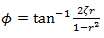 ϕ = tan⁻¹ 2ζr / 1−r²